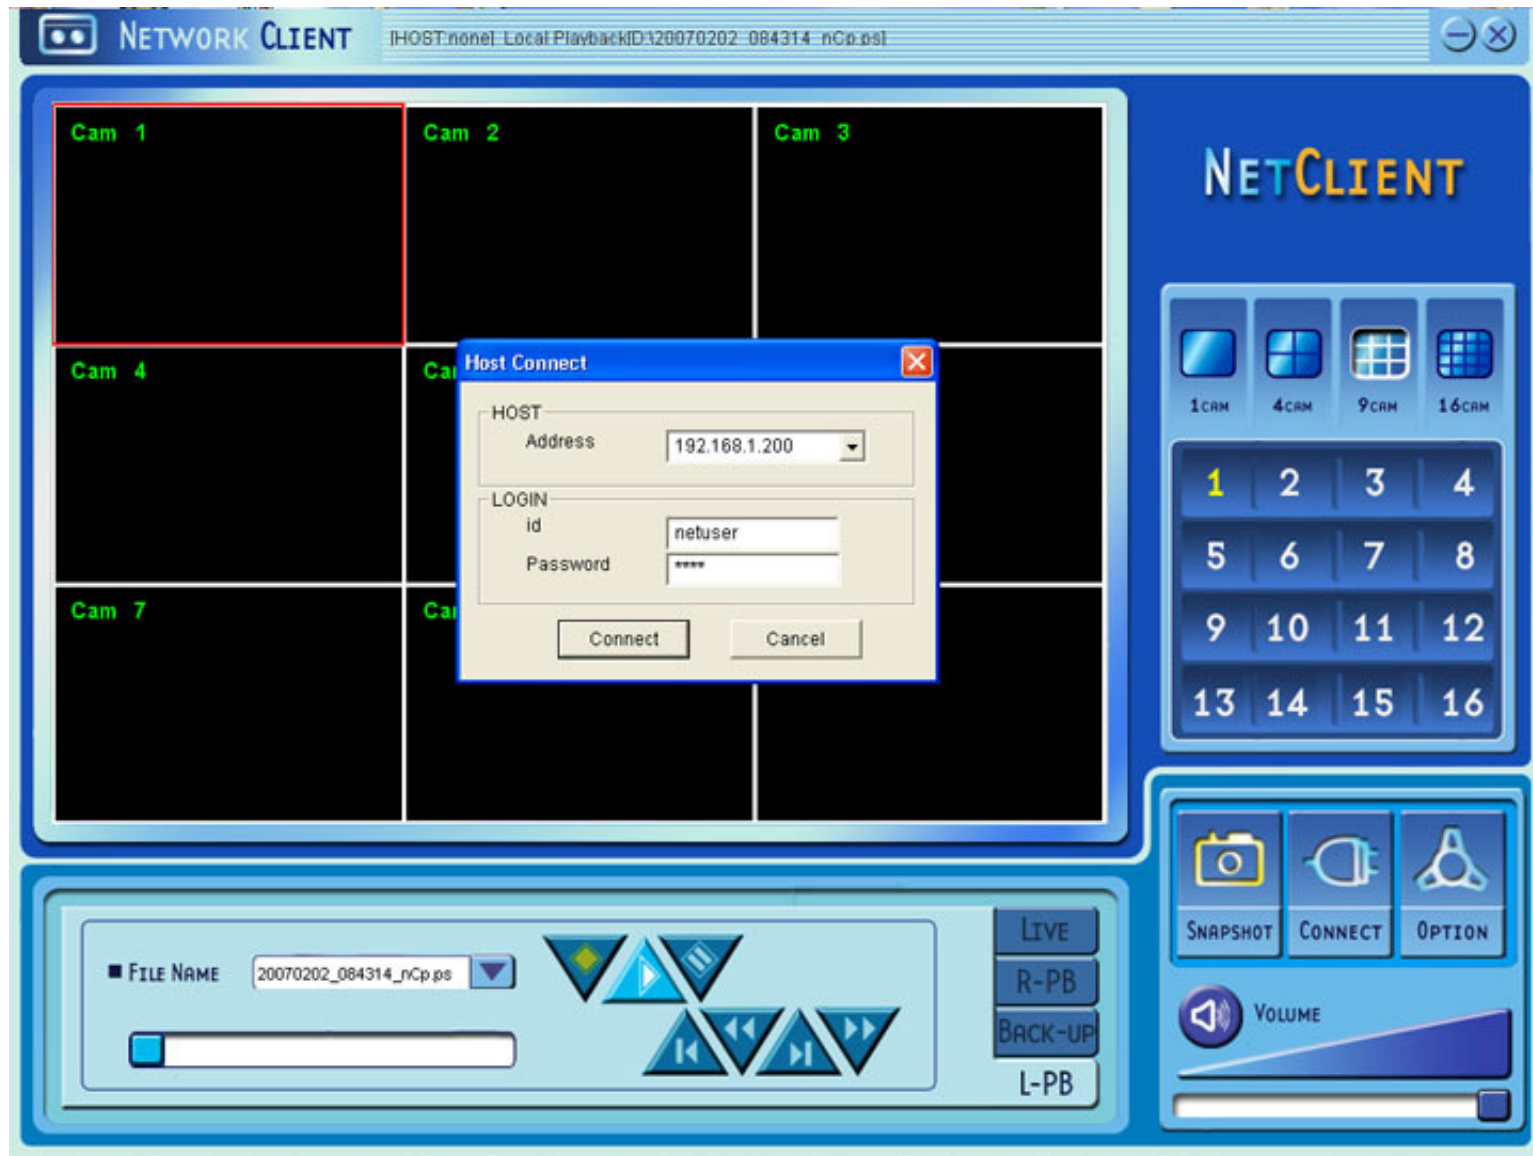 NETWORK CLIENT
[HOST:none] Local Playback[D:\20070202_084314_nCp.ps]
Cam 1
Cam 2
Cam 3
Cam 4
Cam 7
Host Connect
HOST
Address
192.168.1.200
LOGIN
id
netuser
Password
****
Connect
Cancel
NETCLIENT
1CAM
4CAM
9CAM
16CAM
1 2 3 4
5 6 7 8
9 10 11 12
13 14 15 16
SNAPSHOT
CONNECT
OPTION
VOLUME
FILE NAME
20070202_084314_nCp.ps
LIVE
R-PB
BACK-UP
L-PB